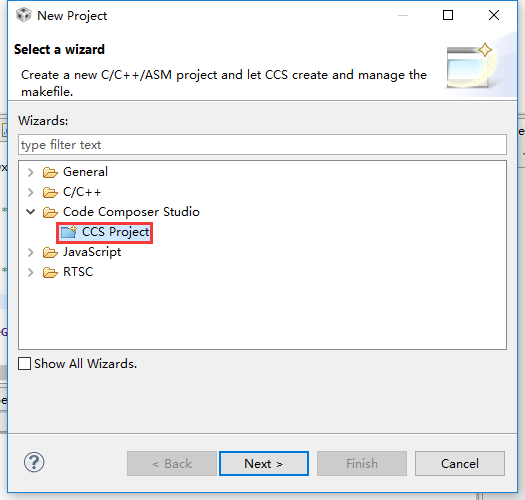 New Project
Select a wizard
Create a new C/C++/ASM project and let CCS create and manage the
makefile.
Wizards:
type filter text
General
C/C++
Code Composer Studio
CCS Project
JavaScript
RTSC
Show All Wizards.
?
< Back
Next >
Finish
Cancel